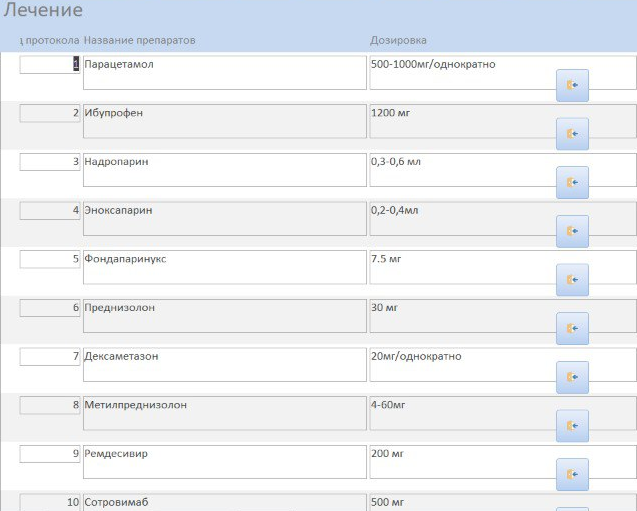 Лечение
протокола Название препаратов Дозировка
1 Парацетамол 500-1000мг/однократно
2 Ибупрофен 1200 мг
3 Надропарин 0,3-0,6 мл
4 Эноксапарин 0,2-0,4мл
5 Фондапаринукс 7.5 мг
6 Преднизолон 30 мг
7 Дексаметазон 20мг/однократно
8 Метилпреднизолон 4-60мг
9 Ремдесивир 200 мг
10 Сотровимаб 500 мг